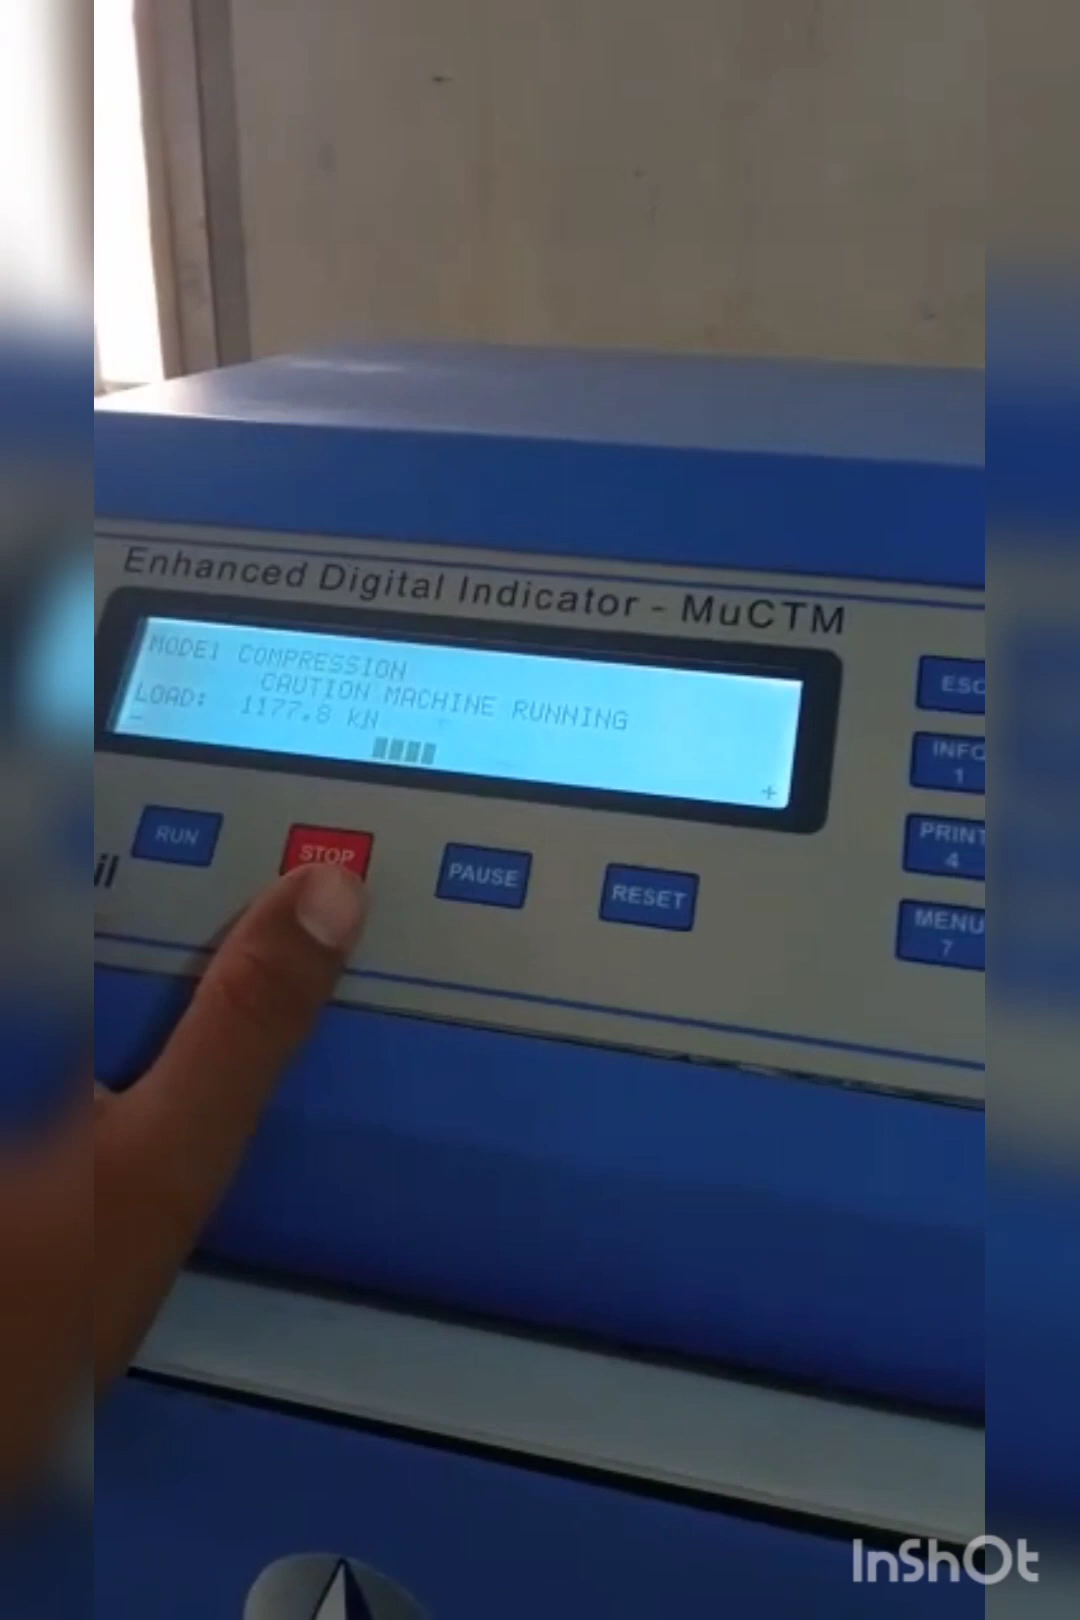 Enhanced Digital Indicator - MuCTM
MODE1 COMPRESSION
CAUTION MACHINE RUNNING
LOAD: 1177.8 kN
- +
RUN
STOP
PAUSE
RESET
ESC
INFO
1
PRINT
4
MENU
7
il
InShOt